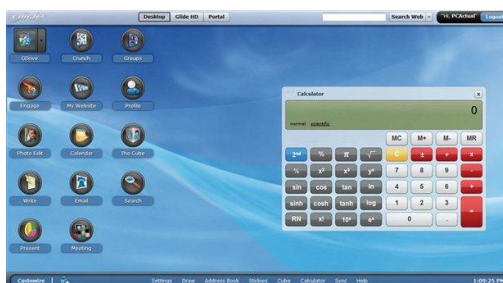 Desktop Glide HD Portal Search Web "Hi, PCActual" Logout
GDrive Crunch Groups
Engage My Website Profile
Photo Edit Calendar The Cube
Write Email Search
Present Meeting
Calculator x
0
normal scientific
MC M+ M- MR
2nd % π √ C ± ÷ x
x² x³ yˣ 7 8 9 -
sin cos tan ln 4 5 6 +
sinh cosh tanh log 1 2 3 =
RN x! 10ˣ eˣ 0 .
Customize Settings Draw Address Book Stickies Cube Calculator Sync Help 1:09:25 PM